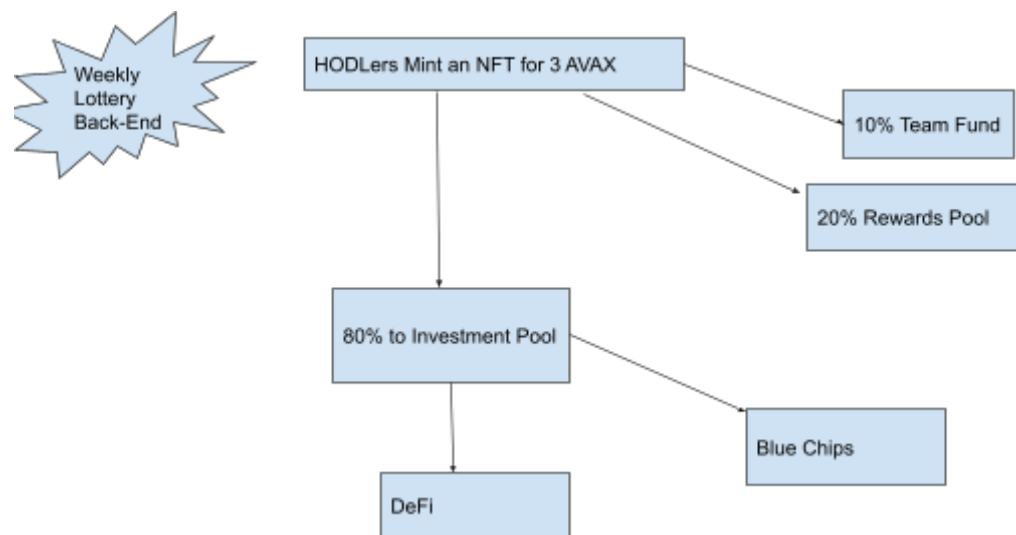 Weekly
Lottery
Back-End
HODLers Mint an NFT for 3 AVAX
10% Team Fund
20% Rewards Pool
80% to Investment Pool
Blue Chips
DeFi